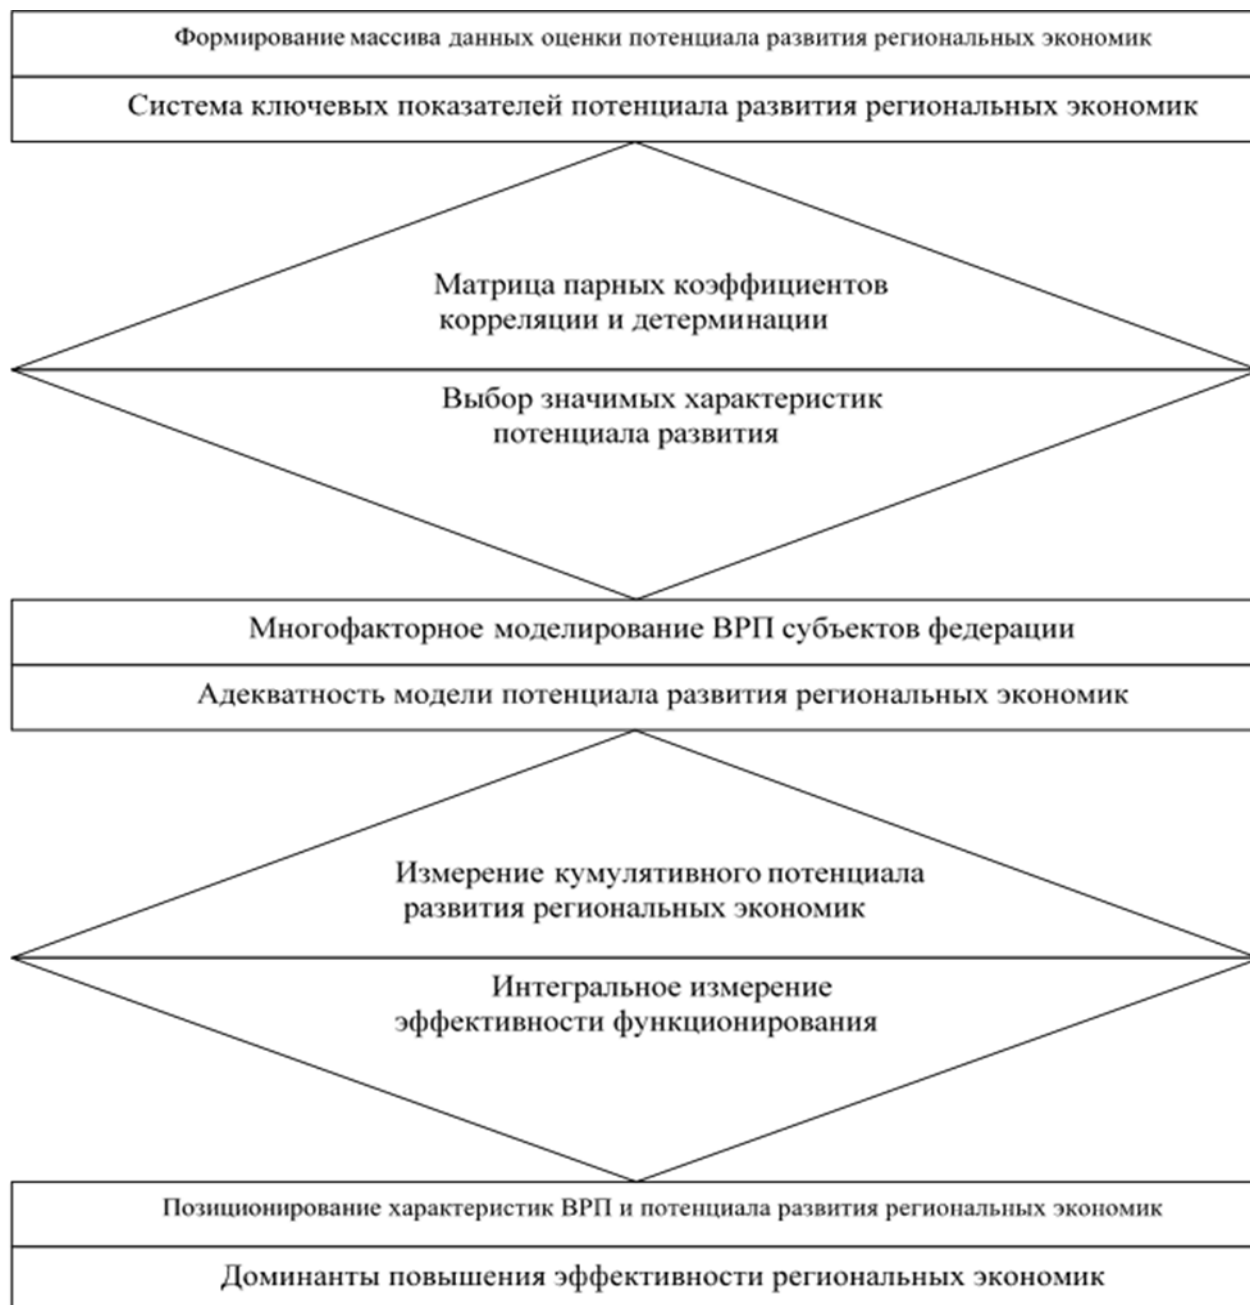 Формирование массива данных оценки потенциала развития региональных экономик
Система ключевых показателей потенциала развития региональных экономик
Матрица парных коэффициентов
корреляции и детерминации
Выбор значимых характеристик
потенциала развития
Многофакторное моделирование ВРП субъектов федерации
Адекватность модели потенциала развития региональных экономик
Измерение кумулятивного потенциала
развития региональных экономик
Интегральное измерение
эффективности функционирования
Позиционирование характеристик ВРП и потенциала развития региональных экономик
Доминанты повышения эффективности региональных экономик